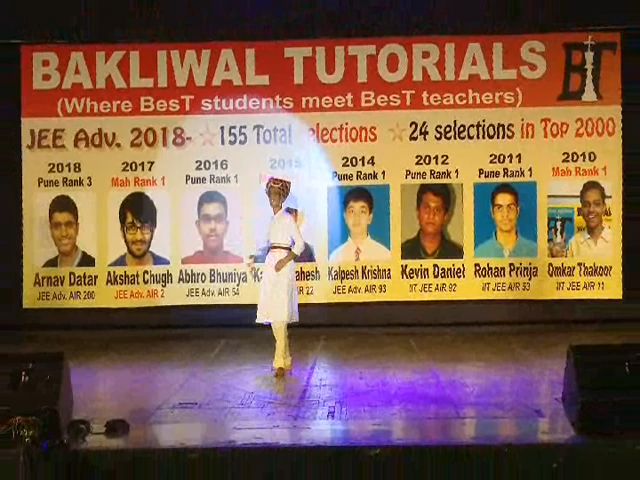 BAKLIWAL TUTORIALS
BT
(Where BesT students meet BesT teachers)
JEE Adv. 2018- 155 Total 24 selections in Top 2000
2018 2017 2016 2015 2014 2012 2011 2010
Pune Rank 3 Mah Rank 1 Pune Rank 1 Pune Rank 1 Pune Rank 1 Pune Rank 1 Mah Rank 1
Arnav Datar Akshat Chugh Abhro Bhuniya Kalpesh Krishna Kevin Daniel Rohan Prinja Omkar Thakoor
JEE Adv. AIR 200 JEE Adv. AIR 2 JEE Adv. AIR 54 AIR 22 JEE Adv. AIR 93 IIT JEE AIR 92 IIT JEE AIR 53 IIT JEE AIR 11